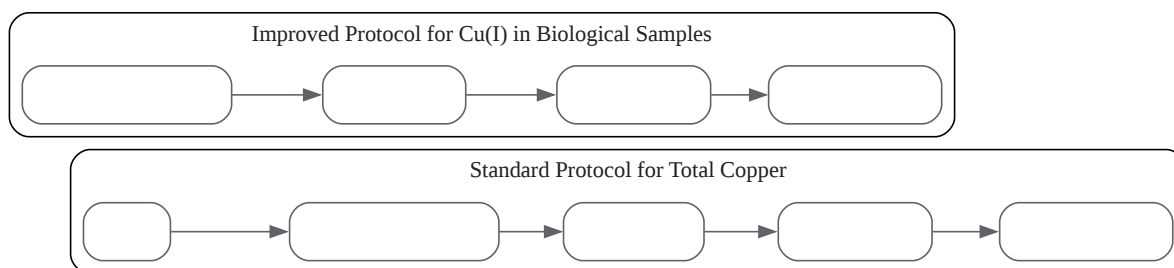 Improved Protocol for Cu(I) in Biological Samples
Standard Protocol for Total Copper